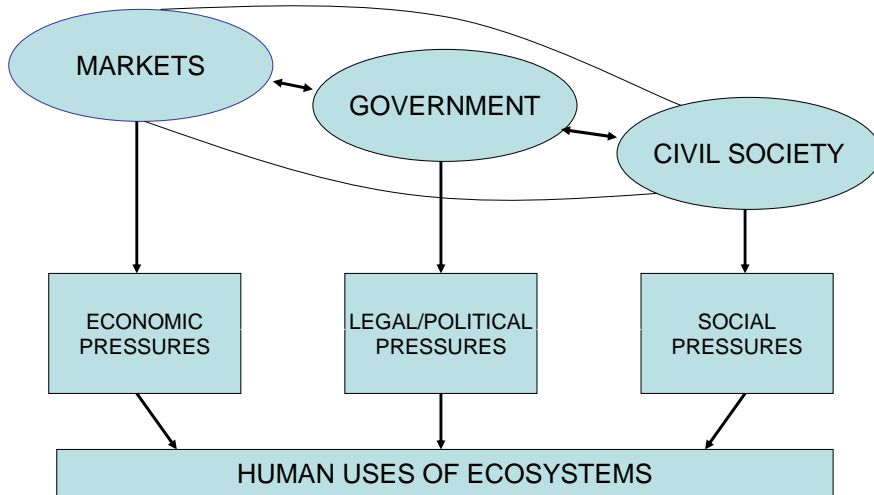 MARKETS
GOVERNMENT
CIVIL SOCIETY
ECONOMIC
PRESSURES
LEGAL/POLITICAL
PRESSURES
SOCIAL
PRESSURES
HUMAN USES OF ECOSYSTEMS